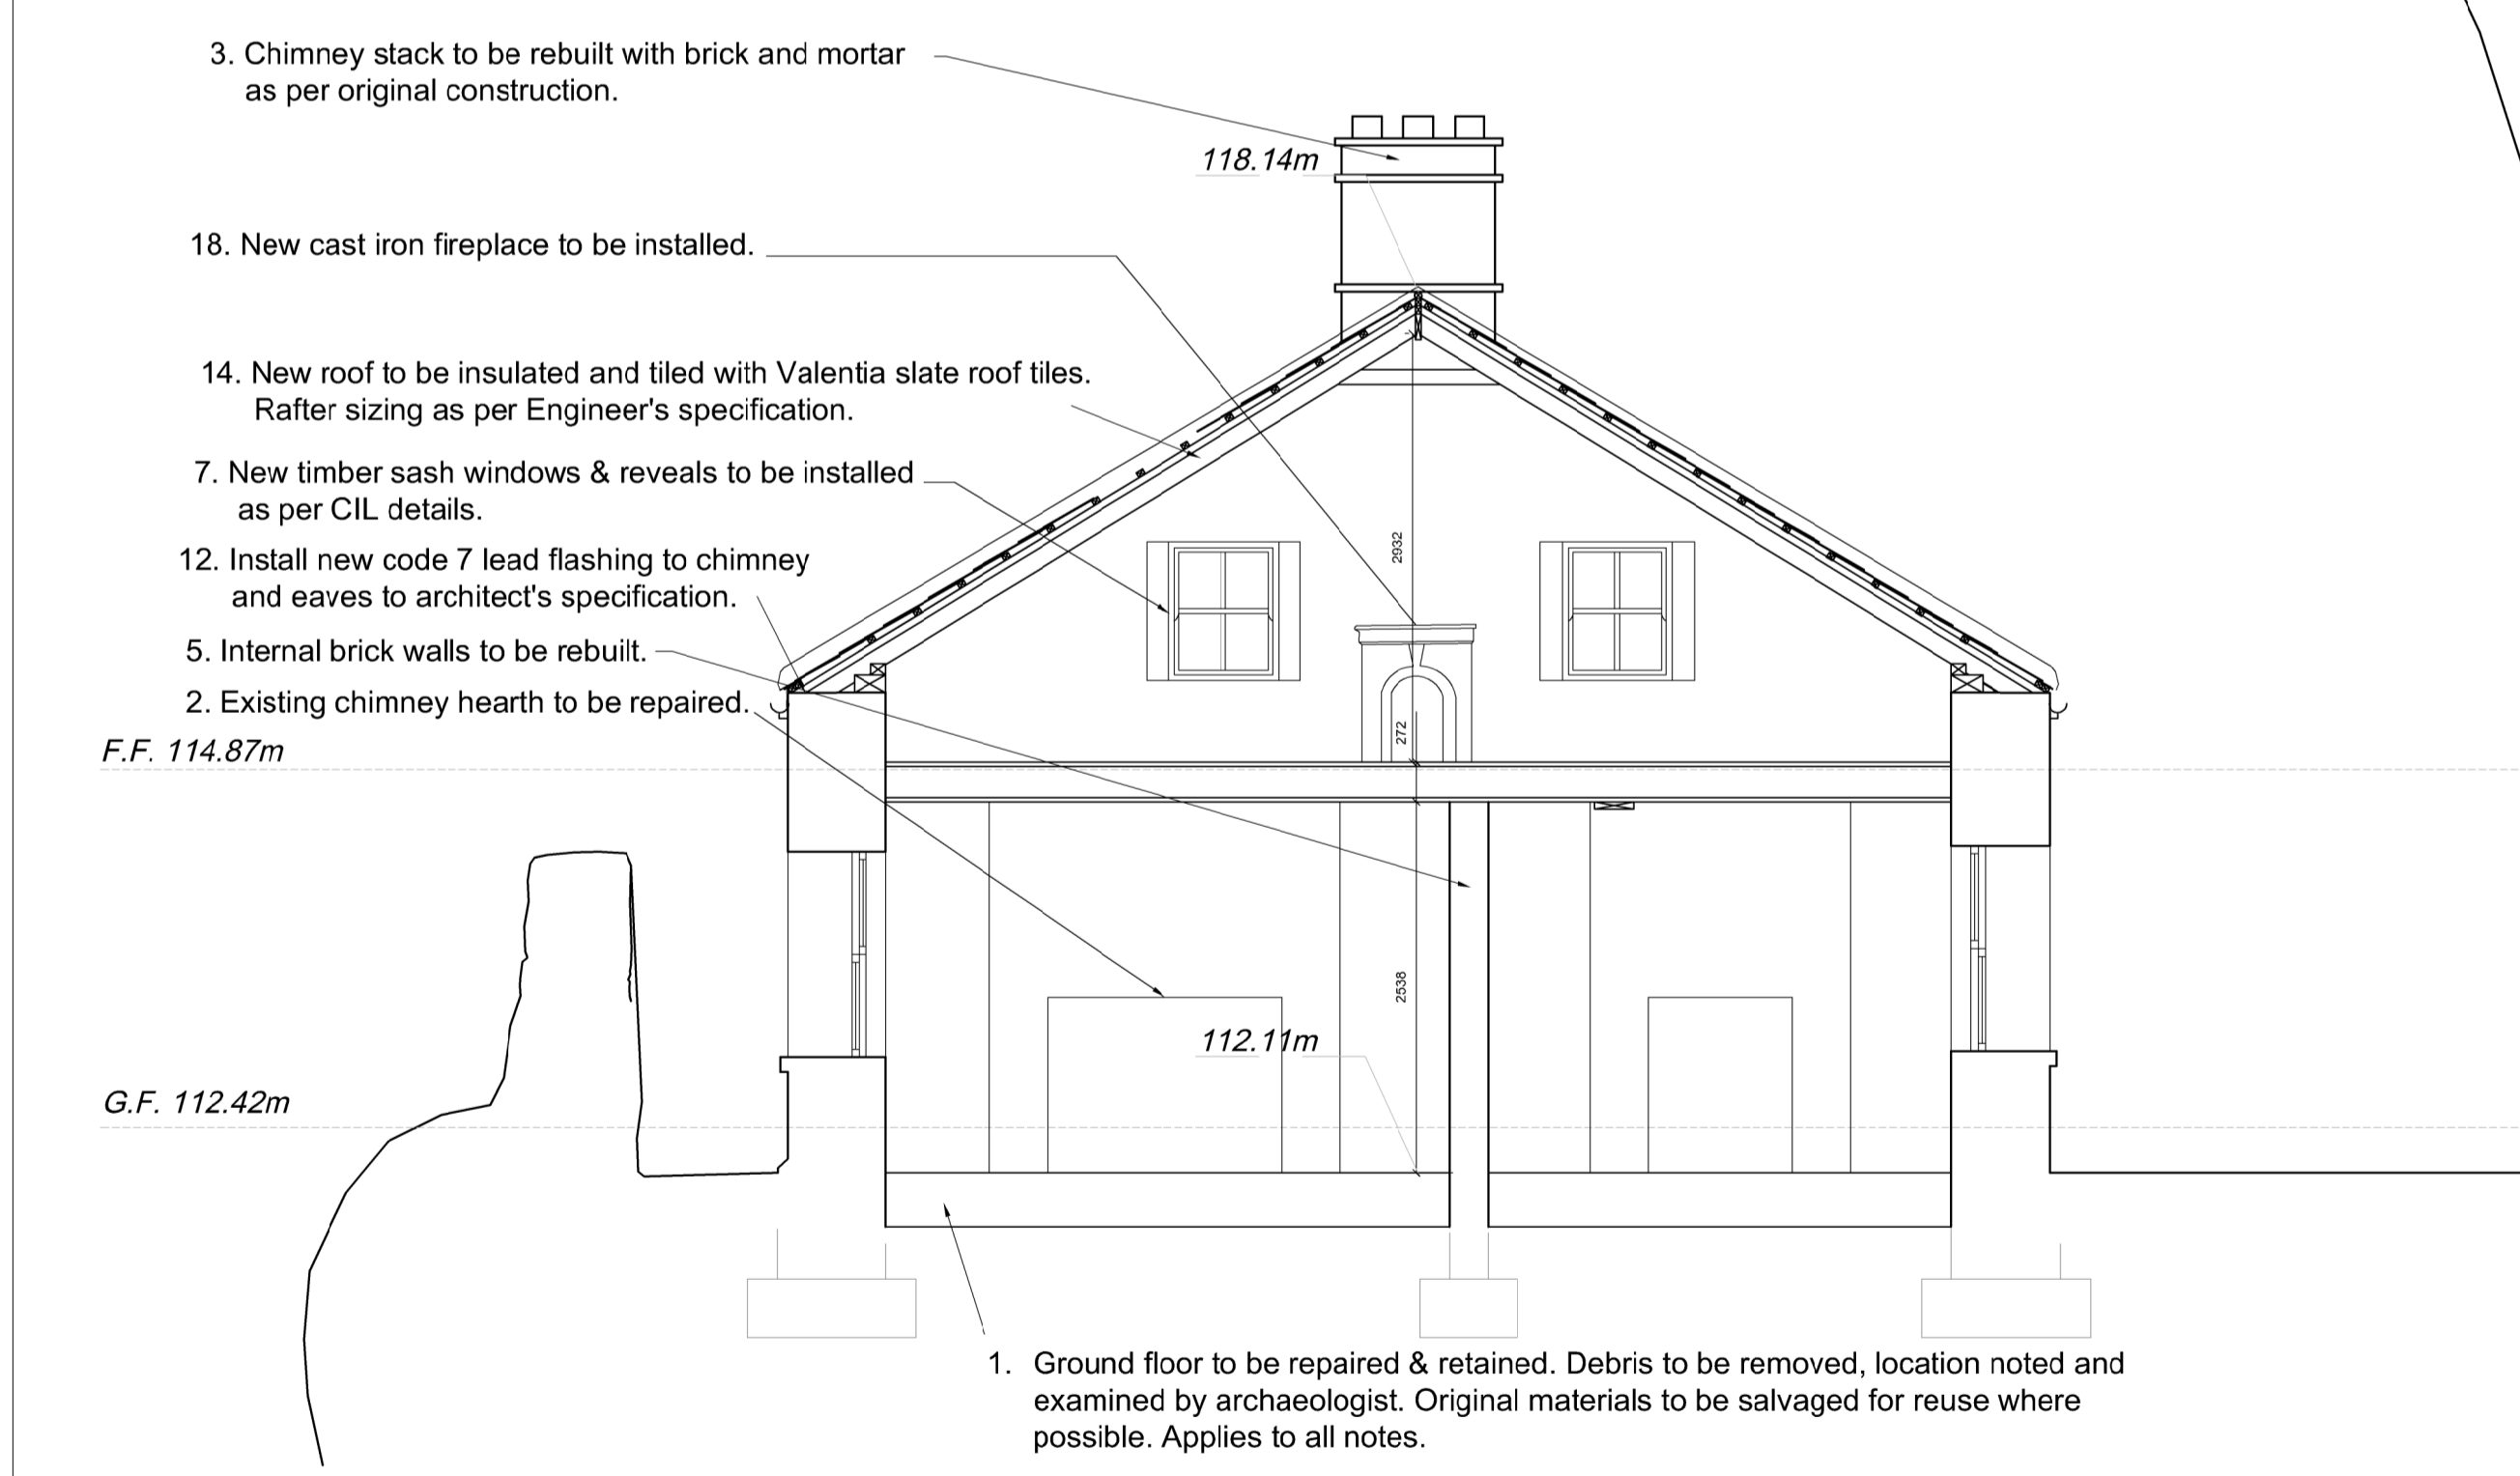 3. Chimney stack to be rebuilt with brick and mortar
as per original construction.
118.14m
18. New cast iron fireplace to be installed.
14. New roof to be insulated and tiled with Valentia slate roof tiles.
Rafter sizing as per Engineer's specification.
7. New timber sash windows & reveals to be installed
as per CIL details.
2932
12. Install new code 7 lead flashing to chimney
and eaves to architect's specification.
5. Internal brick walls to be rebuilt.
2. Existing chimney hearth to be repaired.
272
F.F. 114.87m
2538
112.11m
G.F. 112.42m
1. Ground floor to be repaired & retained. Debris to be removed, location noted and
examined by archaeologist. Original materials to be salvaged for reuse where
possible. Applies to all notes.